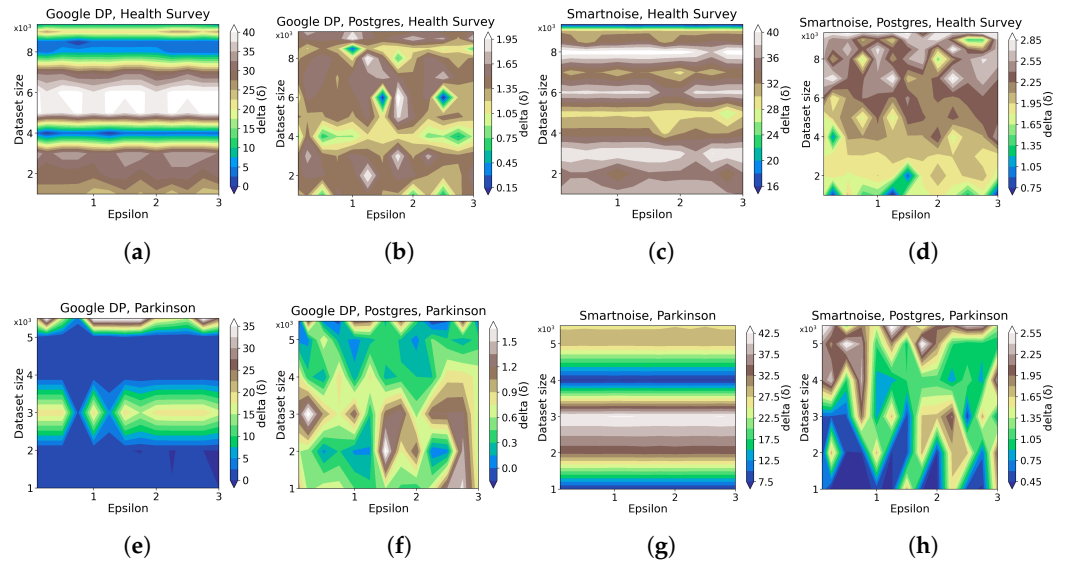 Google DP, Health Survey
x10³
8
6
4
2
1
2
3
Dataset size
Epsilon
40
35
30
25
20
15
10
5
0
delta (δ)
(a)
Google DP, Postgres, Health Survey
x10³
8
6
4
2
1
2
3
Dataset size
Epsilon
1.95
1.65
1.35
1.05
0.75
0.45
0.15
delta (δ)
(b)
Smartnoise, Health Survey
x10³
8
6
4
2
1
2
3
Dataset size
Epsilon
40
36
32
28
24
20
16
delta (δ)
(c)
Smartnoise, Postgres, Health Survey
x10³
8
6
4
2
1
2
3
Dataset size
Epsilon
2.85
2.55
2.25
1.95
1.65
1.35
1.05
0.75
delta (δ)
(d)
Google DP, Parkinson
x10³
5
4
3
2
1
1
2
3
Dataset size
Epsilon
35
30
25
20
15
10
5
0
delta (δ)
(e)
Google DP, Postgres, Parkinson
x10³
5
4
3
2
1
1
2
3
Dataset size
Epsilon
1.5
1.2
0.9
0.6
0.3
0.0
delta (δ)
(f)
Smartnoise, Parkinson
x10³
5
4
3
2
1
1
2
3
Dataset size
Epsilon
42.5
37.5
32.5
27.5
22.5
17.5
12.5
7.5
delta (δ)
(g)
Smartnoise, Postgres, Parkinson
x10³
5
4
3
2
1
1
2
3
Dataset size
Epsilon
2.55
2.25
1.95
1.65
1.35
1.05
0.75
0.45
delta (δ)
(h)